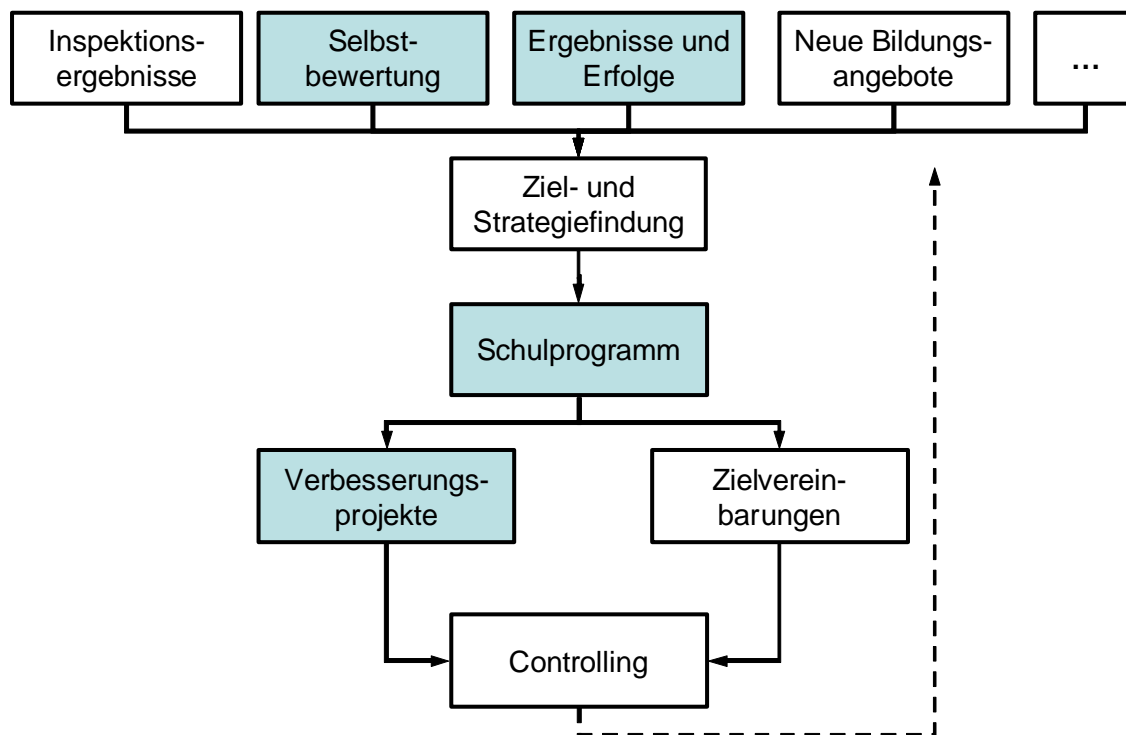 Inspektions-
ergebnisse
Selbst-
bewertung
Ergebnisse und
Erfolge
Neue Bildungs-
angebote
...
Ziel- und
Strategiefindung
Schulprogramm
Verbesserungs-
projekte
Zielverein-
barungen
Controlling